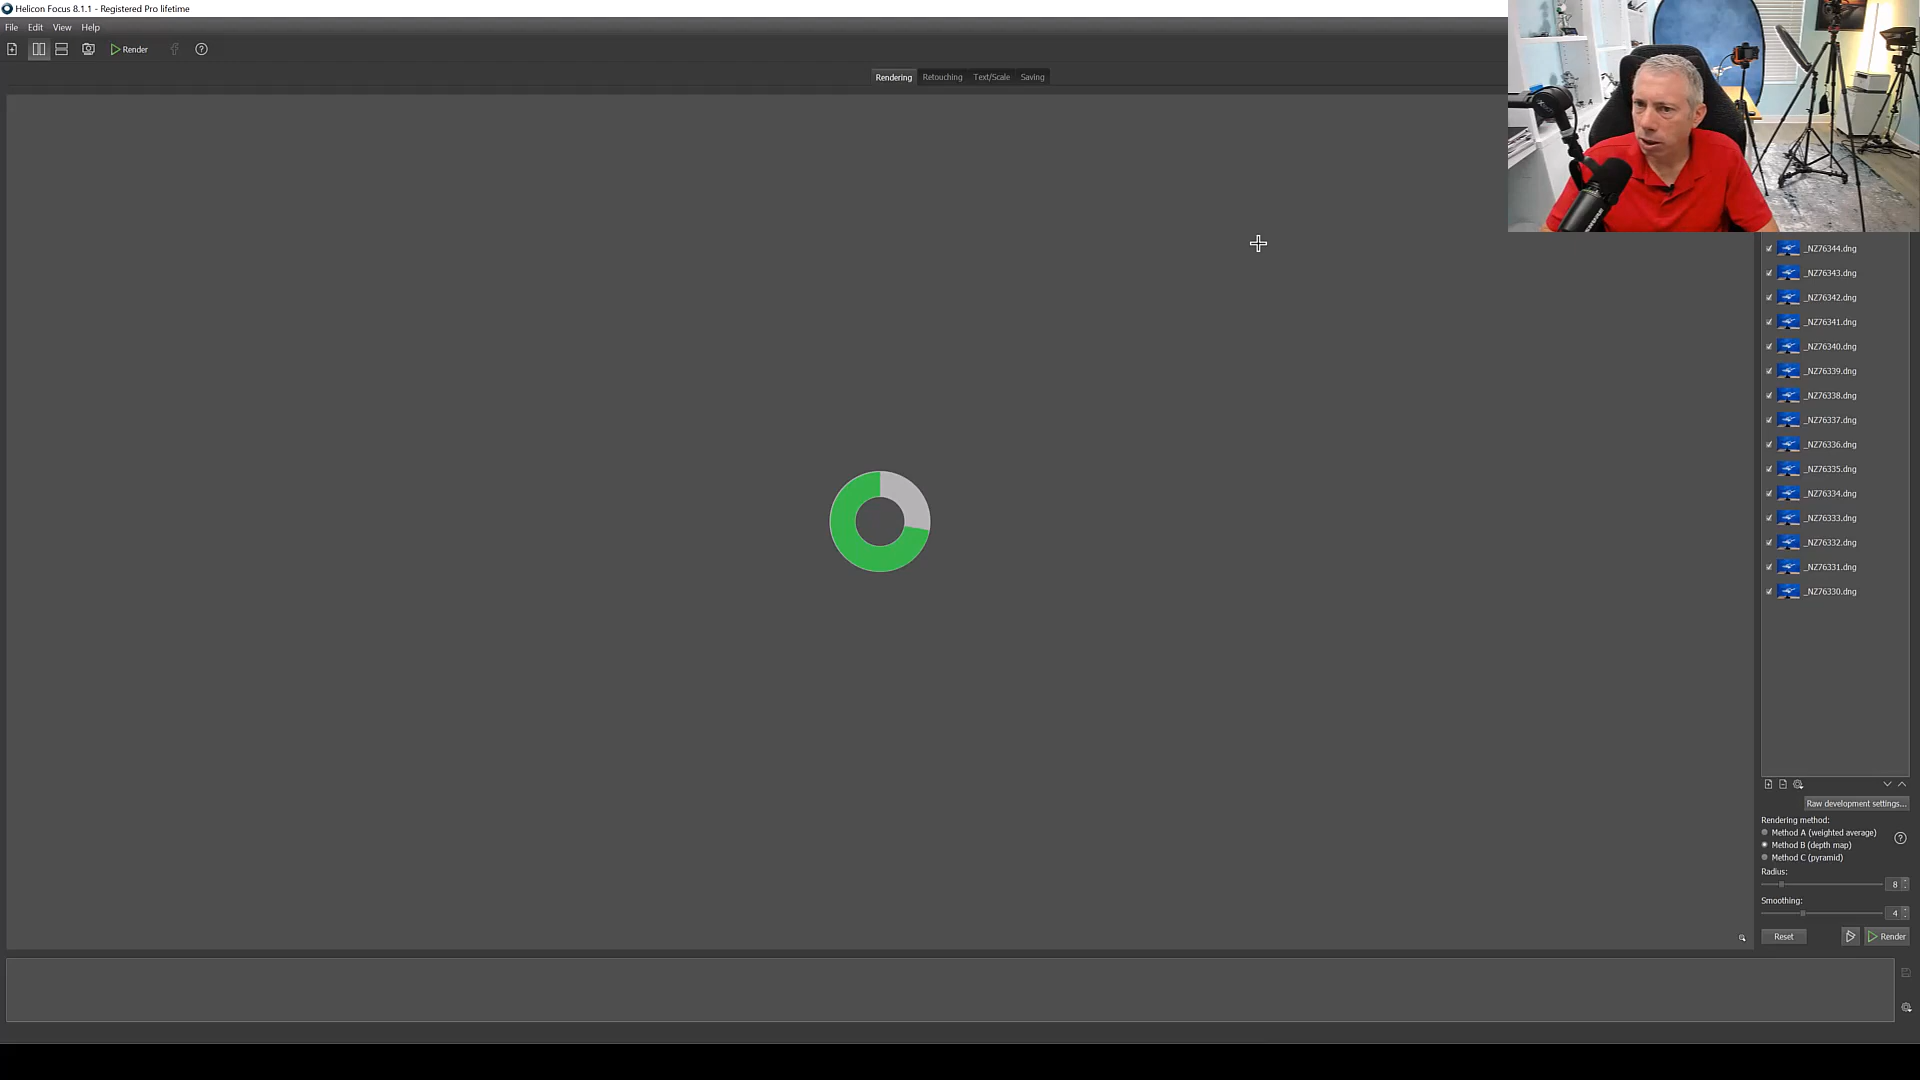 Helicon Focus 8.1.1 - Registered Pro lifetime
File Edit View Help
Render
Rendering Retouching Text/Scale Saving
_NZ76344.dng
_NZ76343.dng
_NZ76342.dng
_NZ76341.dng
_NZ76340.dng
_NZ76339.dng
_NZ76338.dng
_NZ76337.dng
_NZ76336.dng
_NZ76335.dng
_NZ76334.dng
_NZ76333.dng
_NZ76332.dng
_NZ76331.dng
_NZ76330.dng
Raw development settings...
Rendering method:
Method A (weighted average)
Method B (depth map)
Method C (pyramid)
Radius:
8
Smoothing:
4
Reset Render